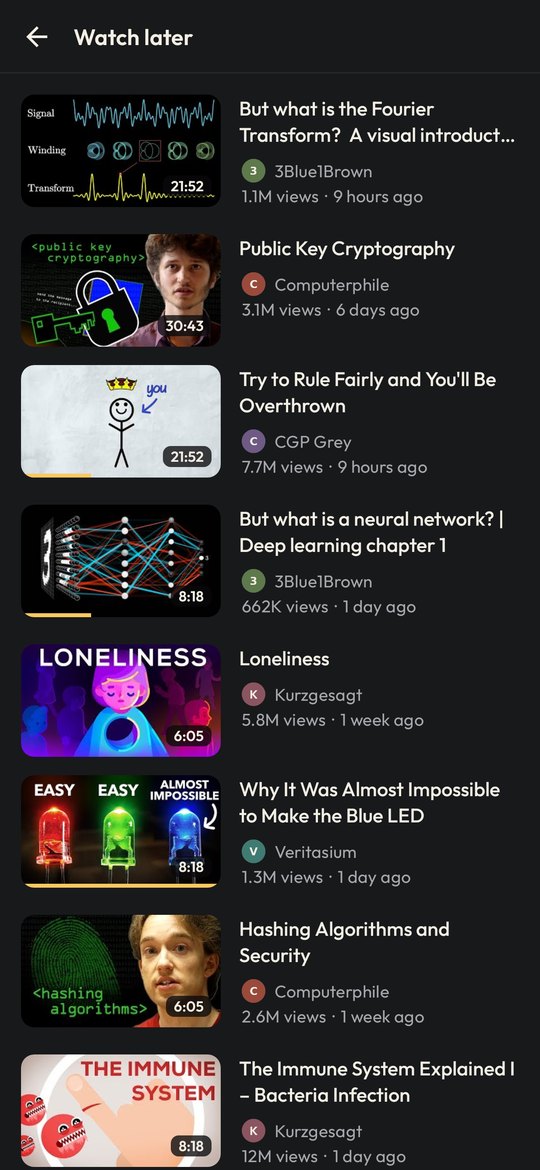 Watch later
Signal
Winding
Transform
21:52
But what is the Fourier
Transform?  A visual introduct...
3
3Blue1Brown
1.1M views · 9 hours ago
<public key
cryptography>
30:43
Public Key Cryptography
C
Computerphile
3.1M views · 6 days ago
you
21:52
Try to Rule Fairly and You'll Be
Overthrown
C
CGP Grey
7.7M views · 9 hours ago
8:18
But what is a neural network? |
Deep learning chapter 1
3
3Blue1Brown
662K views · 1 day ago
LONELINESS
6:05
Loneliness
K
Kurzgesagt
5.8M views · 1 week ago
EASY
EASY
ALMOST
IMPOSSIBLE
8:18
Why It Was Almost Impossible
to Make the Blue LED
V
Veritasium
1.3M views · 1 day ago
<hashing
algorithms>
6:05
Hashing Algorithms and
Security
C
Computerphile
2.6M views · 1 week ago
THE IMMUNE
SYSTEM
8:18
The Immune System Explained I
– Bacteria Infection
K
Kurzgesagt
12M views · 1 day ago